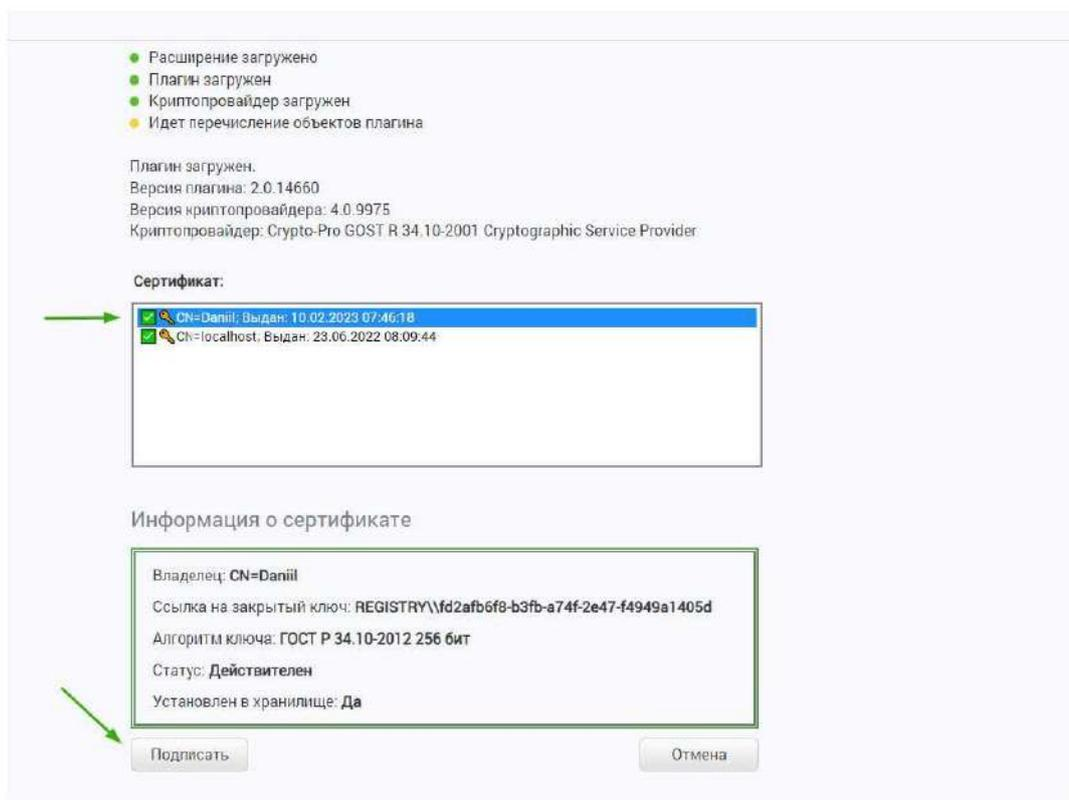 Расширение загружено
Плагин загружен
Криптопровайдер загружен
Идет перечисление объектов плагина
Плагин загружен.
Версия плагина: 2.0.14660
Версия криптопровайдера: 4.0.9975
Криптопровайдер: Crypto-Pro GOST R 34.10-2001 Cryptographic Service Provider
Сертификат:
CN=Daniil; Выдан: 10.02.2023 07:46:18
CN=localhost; Выдан: 23.06.2022 08:09:44
Информация о сертификате
Владелец: CN=Daniil
Ссылка на закрытый ключ: REGISTRY\\fd2afb6f8-b3fb-a74f-2e47-f4949a1405d
Алгоритм ключа: ГОСТ Р 34.10-2012 256 бит
Статус: Действителен
Установлен в хранилище: Да
Подписать Отмена